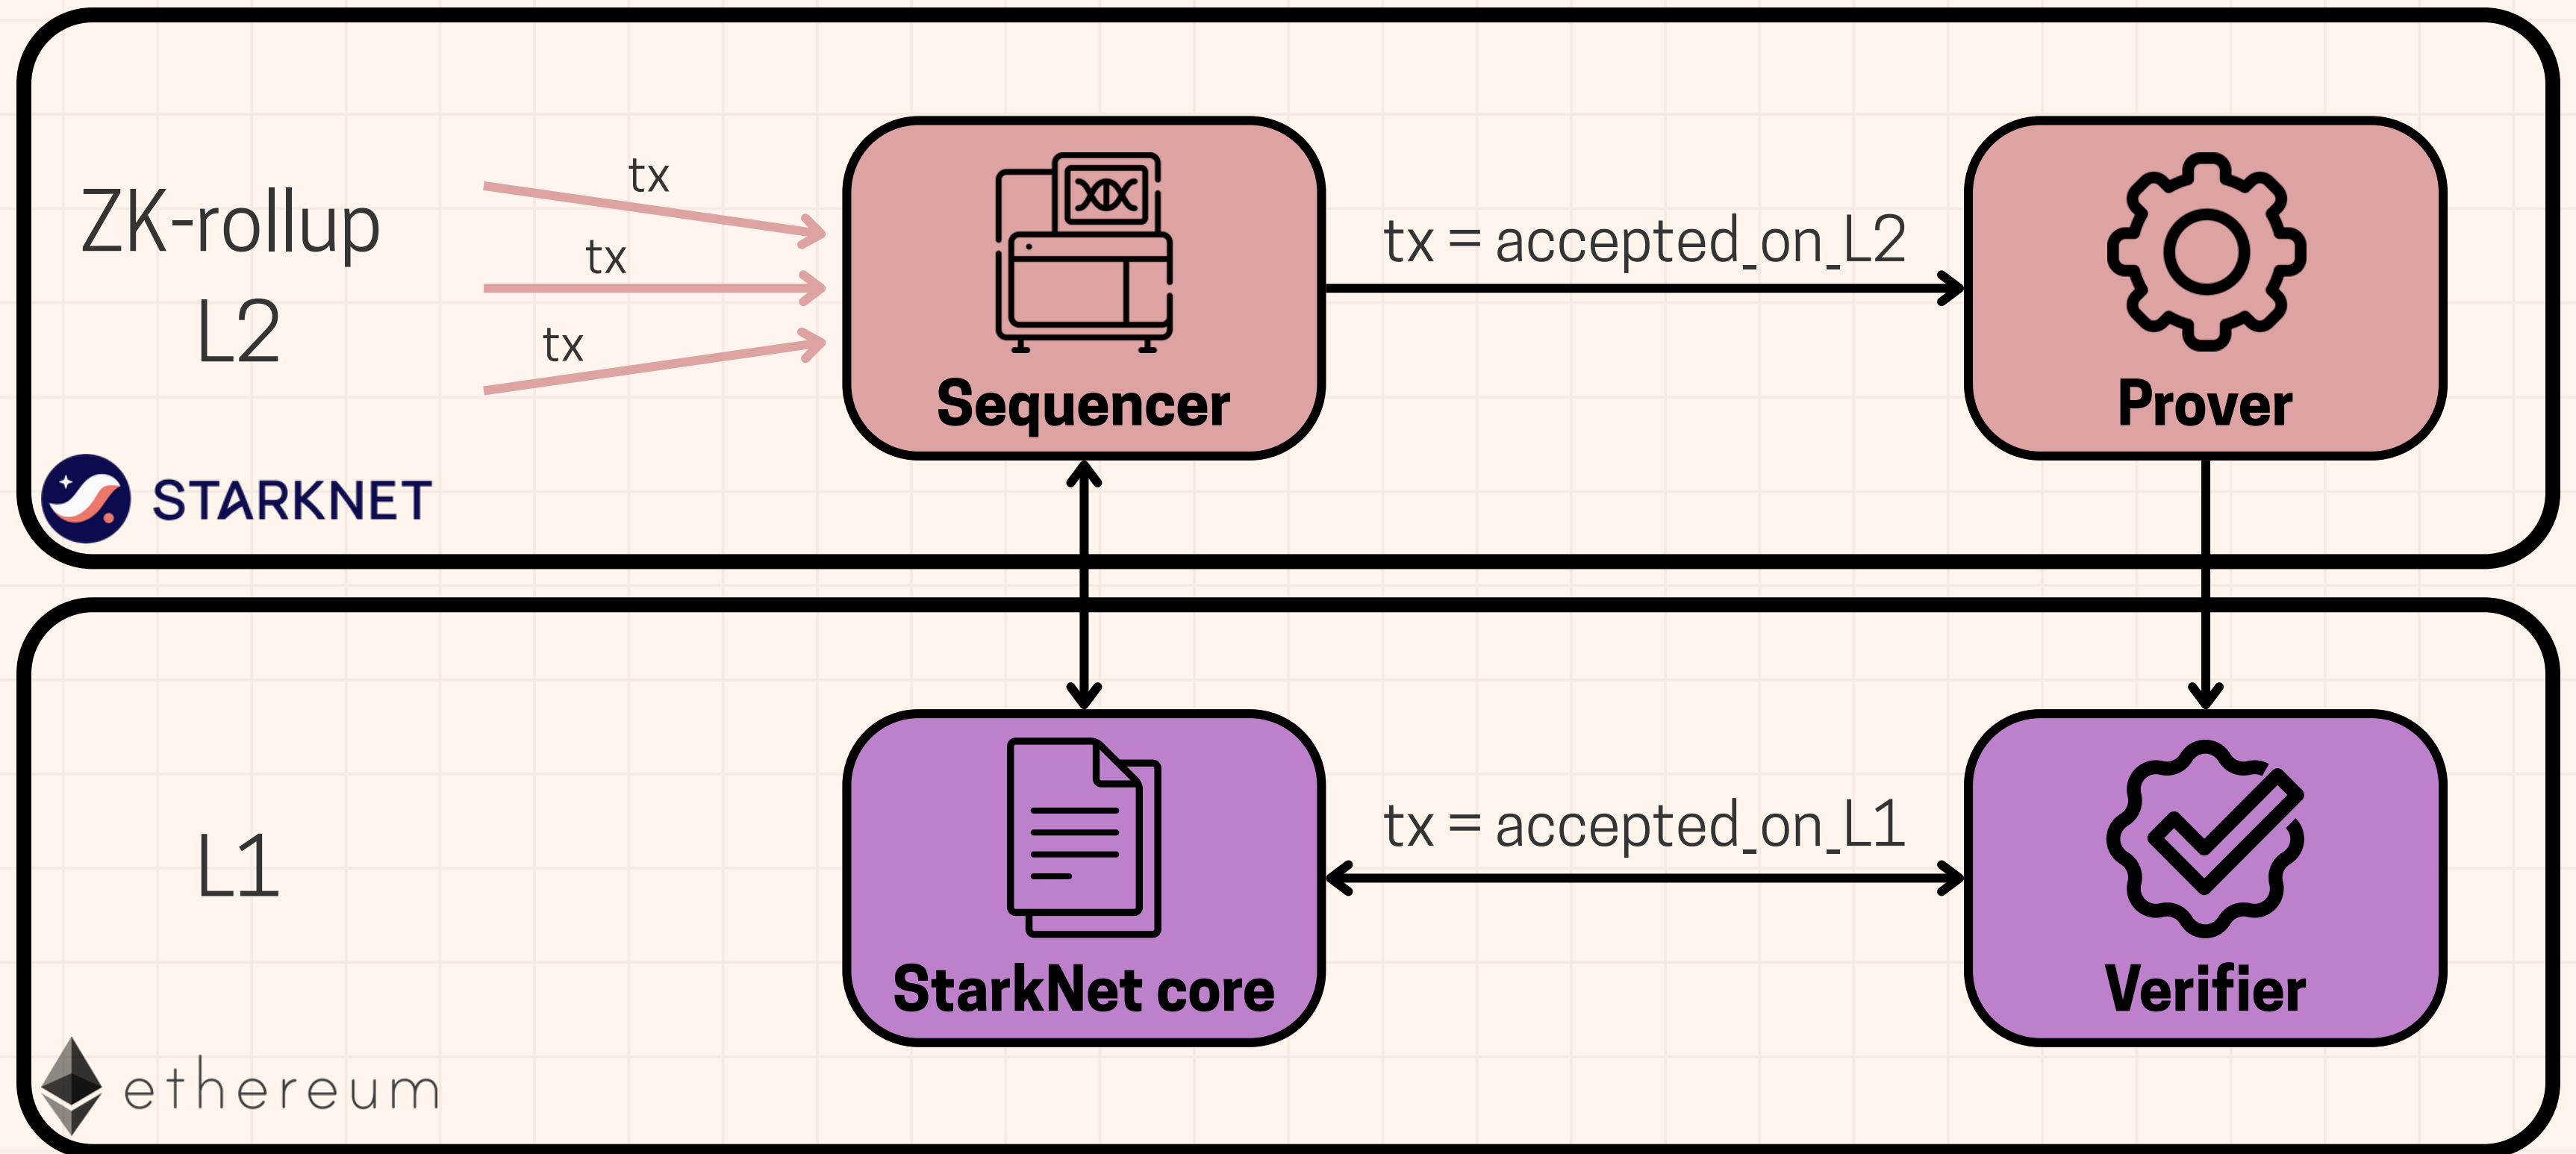 ZK-rollup
L2
tx
tx
tx
Sequencer
tx = accepted_on_L2
Prover
STARKNET
L1
StarkNet core
tx = accepted_on_L1
Verifier
ethereum